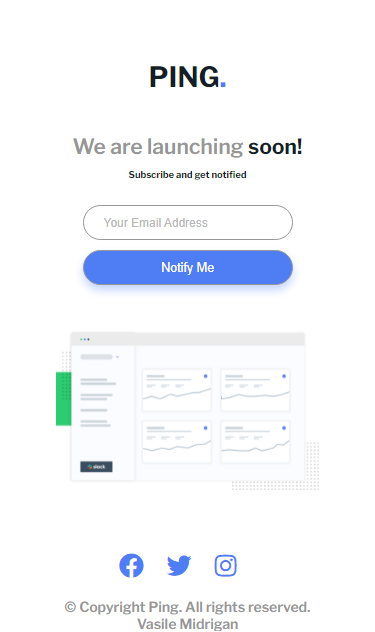 PING.
We are launching soon!
Subscribe and get notified
Your Email Address
Notify Me
slack
© Copyright Ping. All rights reserved.
Vasile Midrigan